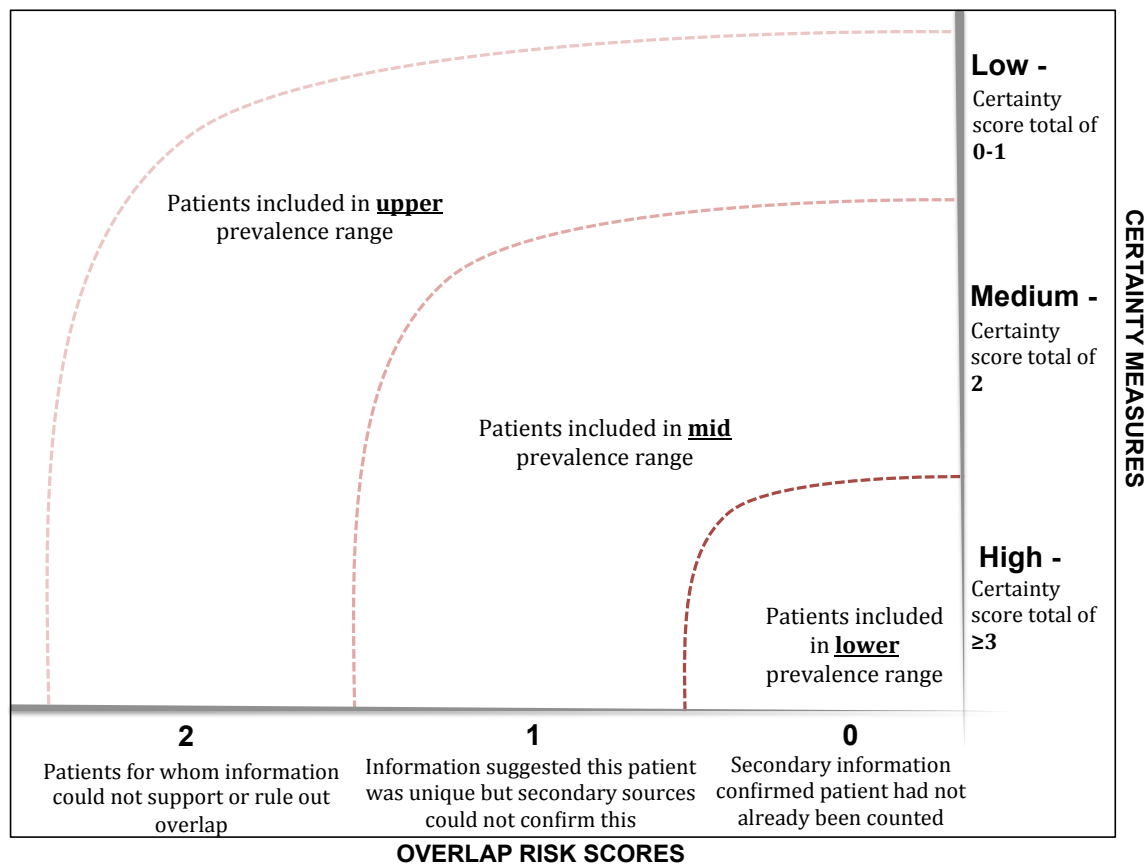 Low -
Certainty
score total of
0-1
Patients included in upper
prevalence range
CERTAINTY MEASURES
Medium -
Certainty
score total of
2
Patients included in mid
prevalence range
High -
Certainty
score total of
≥3
Patients included
in lower
prevalence range
2
Patients for whom information
could not support or rule out
overlap
1
Information suggested this patient
was unique but secondary sources
could not confirm this
0
Secondary information
confirmed patient had not
already been counted
OVERLAP RISK SCORES